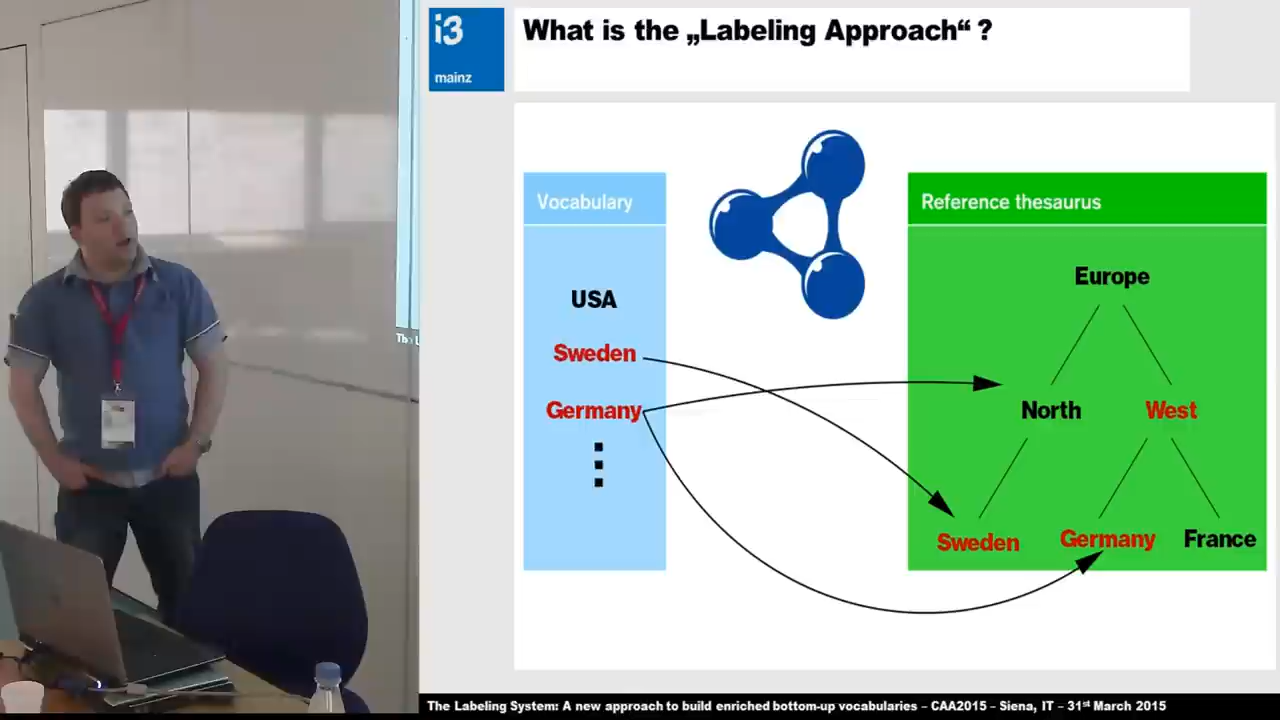 i3
mainz
What is the „Labeling Approach“ ?
Vocabulary
USA
Sweden
Germany
Reference thesaurus
Europe
North West
Sweden Germany France
The Labeling System: A new approach to build enriched bottom-up vocabularies – CAA2015 – Siena, IT – 31st March 2015